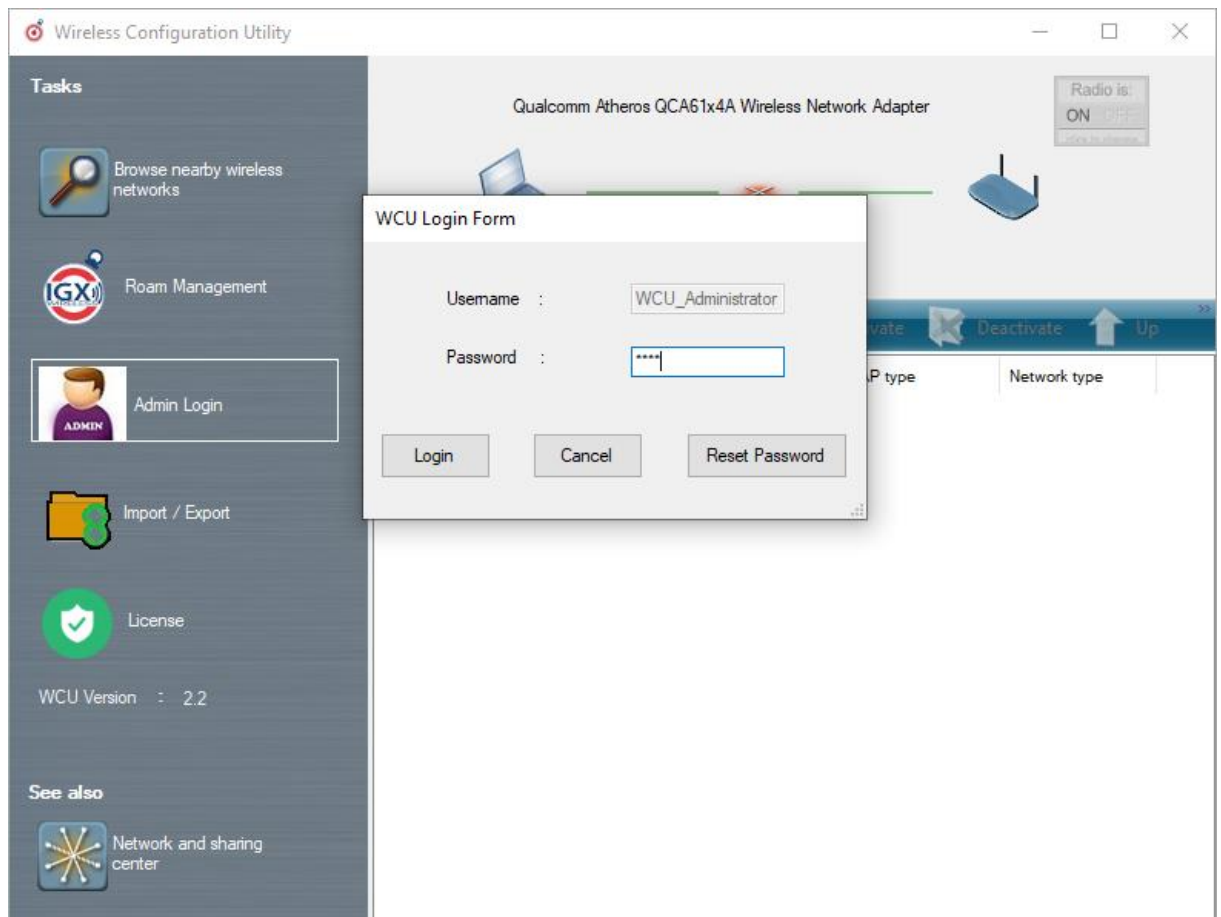 Wireless Configuration Utility
Tasks
Browse nearby wireless
networks
IGX
Roam Management
ADMIN
Admin Login
Import / Export
License
WCU Version : 2.2
See also
Network and sharing
center
Qualcomm Atheros QCA61x4A Wireless Network Adapter
Radio is:
ON OFF
Deactivate
Up
»
Network type
WCU Login Form
Username : WCU_Administrator
Password : ****
Login
Cancel
Reset Password